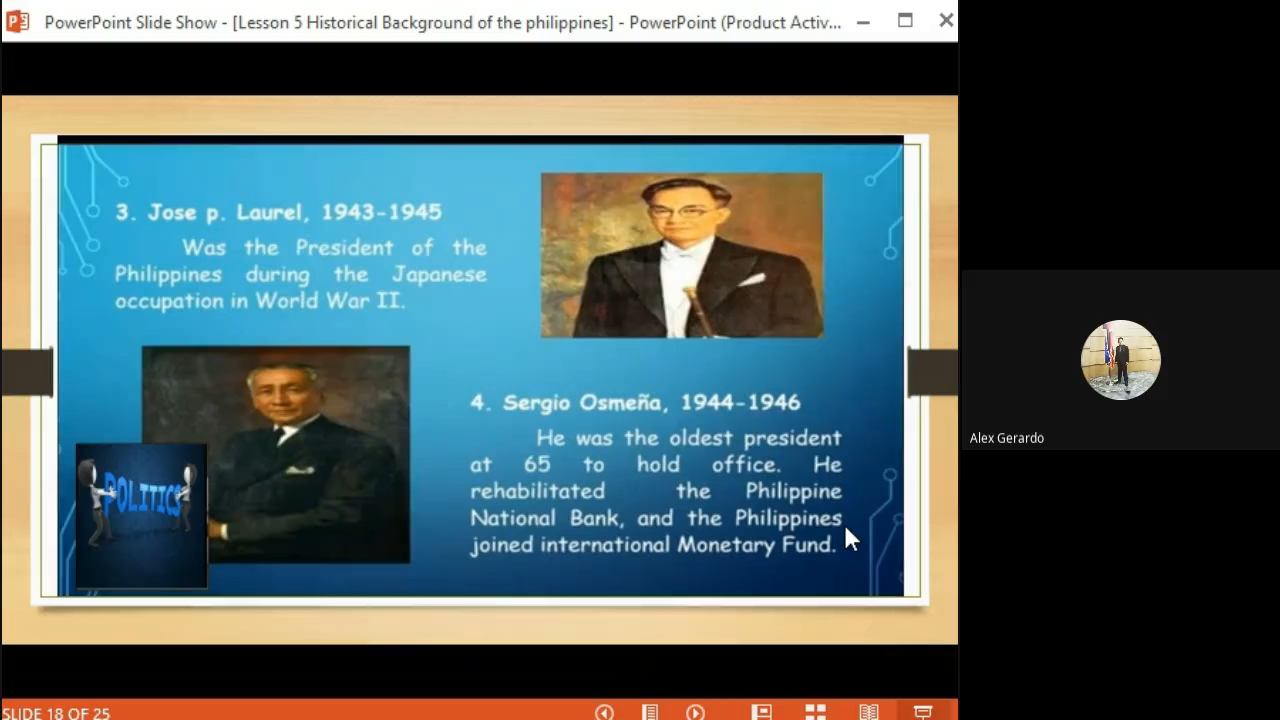 PowerPoint Slide Show - [Lesson 5 Historical Background of the philippines] - PowerPoint (Product Activ...
3. Jose p. Laurel, 1943-1945
Was the President of the
Philippines during the Japanese
occupation in World War II.
POLITICS
4. Sergio Osmeña, 1944-1946
He was the oldest president
at 65 to hold office. He
rehabilitated the Philippine
National Bank, and the Philippines
joined international Monetary Fund.
Alex Gerardo
SLIDE 18 OF 25